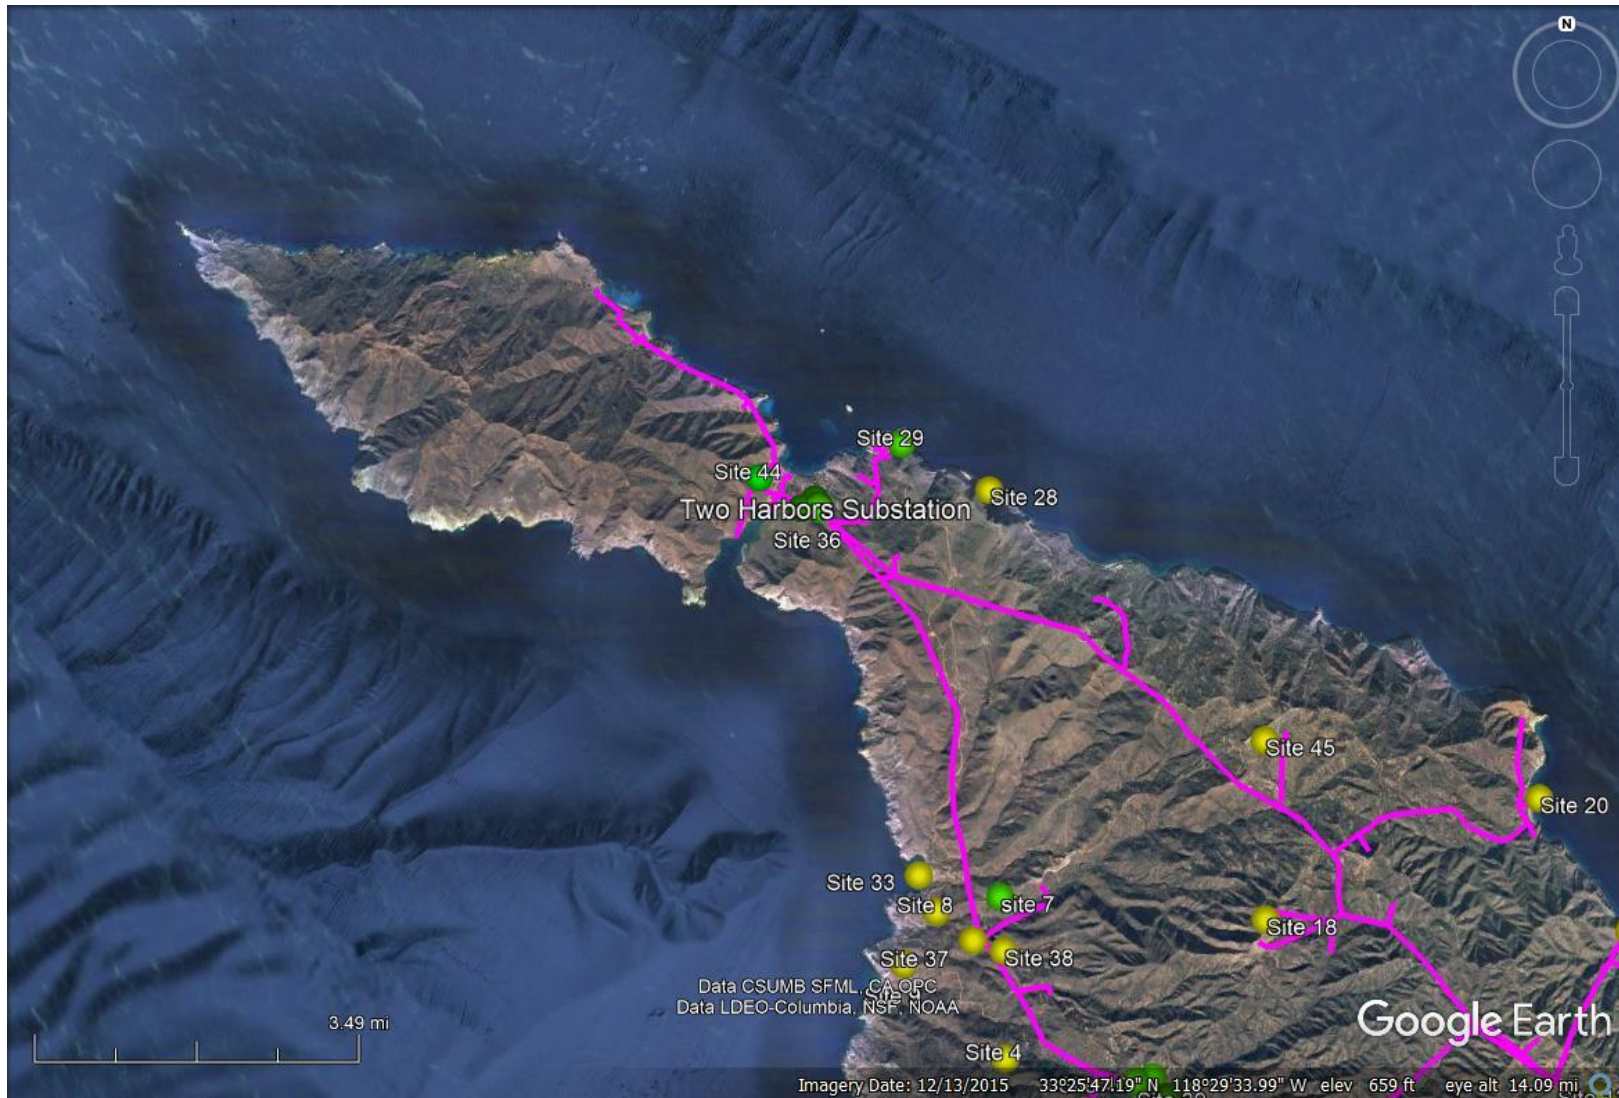 N
Site 29
Site 44
Site 28
Two Harbors Substation
Site 36
Site 45
Site 20
Site 33
site 7
Site 8
Site 18
Site 37
Site 38
Data CSUMB SFML, CA OPC
Site 9
Data LDEO-Columbia, NSF, NOAA
3.49 mi
Google Earth
Site 4
Imagery Date: 12/13/2015 33°25'47.19" N 118°29'33.99" W elev 659 ft eye alt 14.09 mi